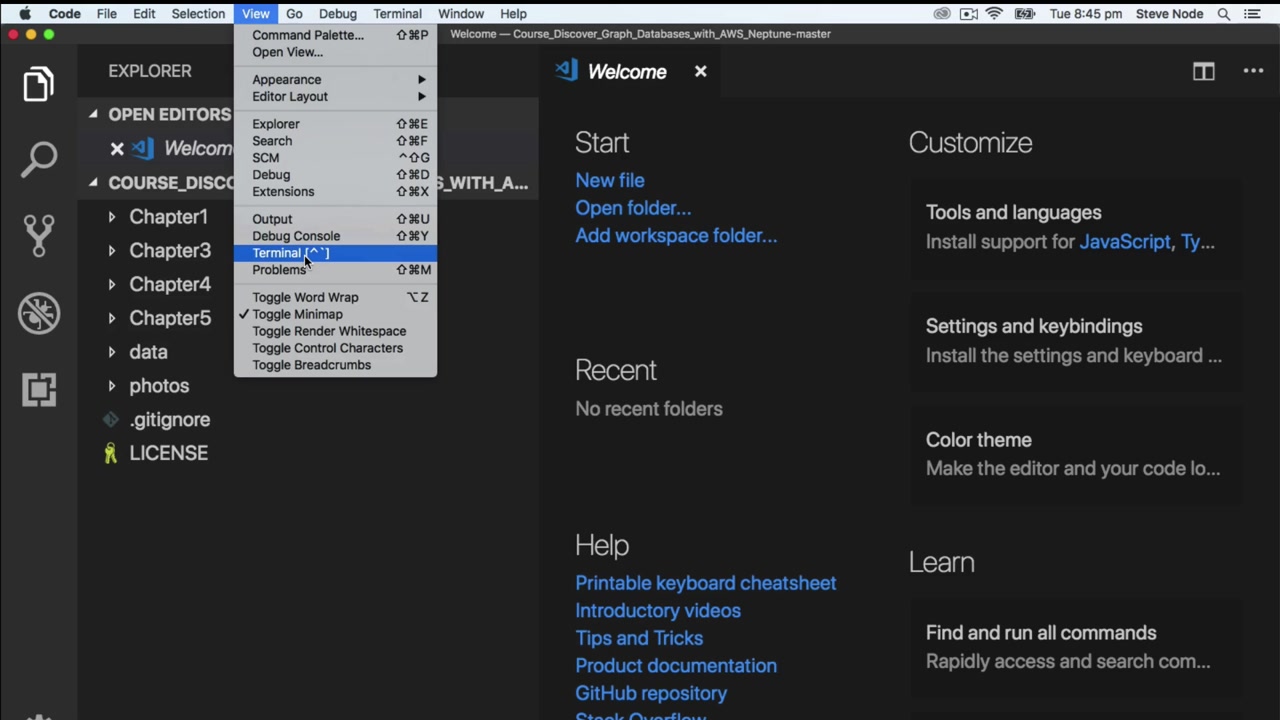 Code File Edit Selection View Go Debug Terminal Window Help Tue 8:45 pm Steve Node
Welcome — Course_Discover_Graph_Databases_with_AWS_Neptune-master
EXPLORER
OPEN EDITORS
Welcom
COURSE_DISCO
S_WITH_A...
Chapter1
Chapter3
Chapter4
Chapter5
data
photos
.gitignore
LICENSE
Command Palette... ⇧⌘P
Open View...
Appearance
Editor Layout
Explorer ⇧⌘E
Search ⇧⌘F
SCM ^⇧G
Debug ⇧⌘D
Extensions ⇧⌘X
Output ⇧⌘U
Debug Console ⇧⌘Y
Terminal [^`]
Problems ⇧⌘M
Toggle Word Wrap ⌥Z
✓ Toggle Minimap
Toggle Render Whitespace
Toggle Control Characters
Toggle Breadcrumbs
Welcome
Start
New file
Open folder...
Add workspace folder...
Recent
No recent folders
Help
Printable keyboard cheatsheet
Introductory videos
Tips and Tricks
Product documentation
GitHub repository
Stack Overflow
Customize
Tools and languages
Install support for JavaScript, Ty...
Settings and keybindings
Install the settings and keyboard ...
Color theme
Make the editor and your code lo...
Learn
Find and run all commands
Rapidly access and search com...